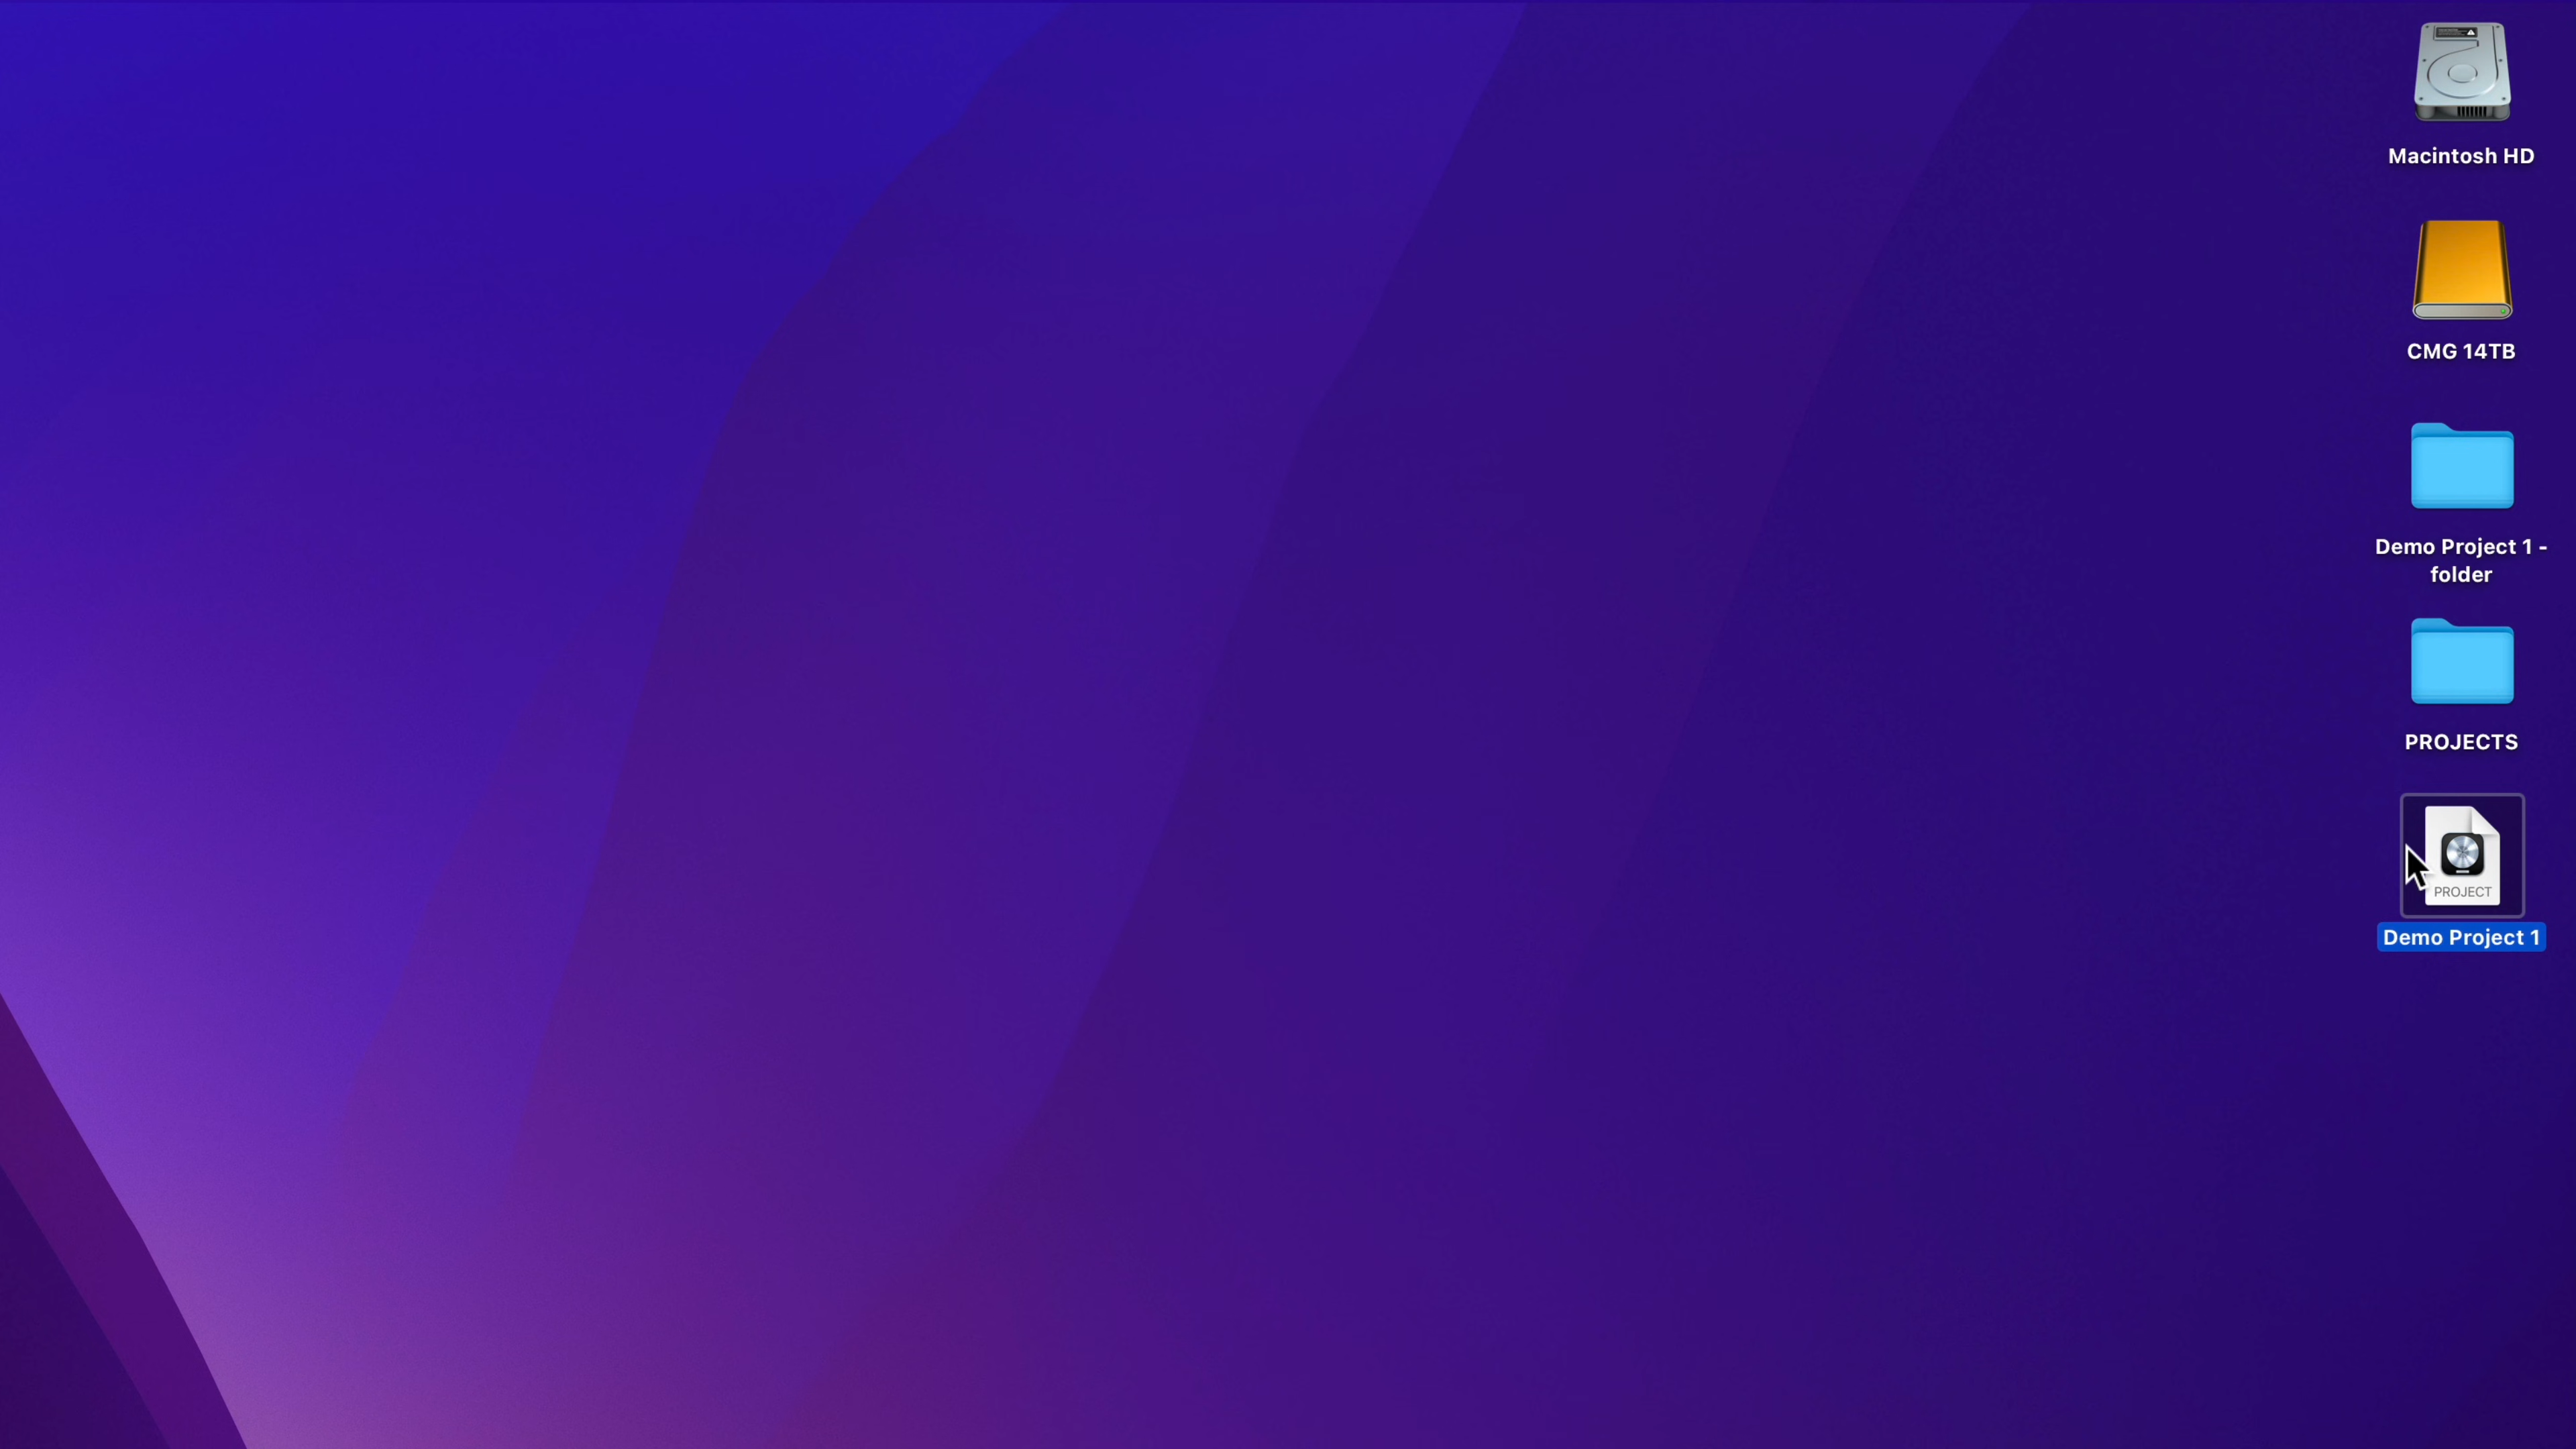 Macintosh HD
CMG 14TB
Demo Project 1 -
folder
PROJECTS
PROJECT
Demo Project 1